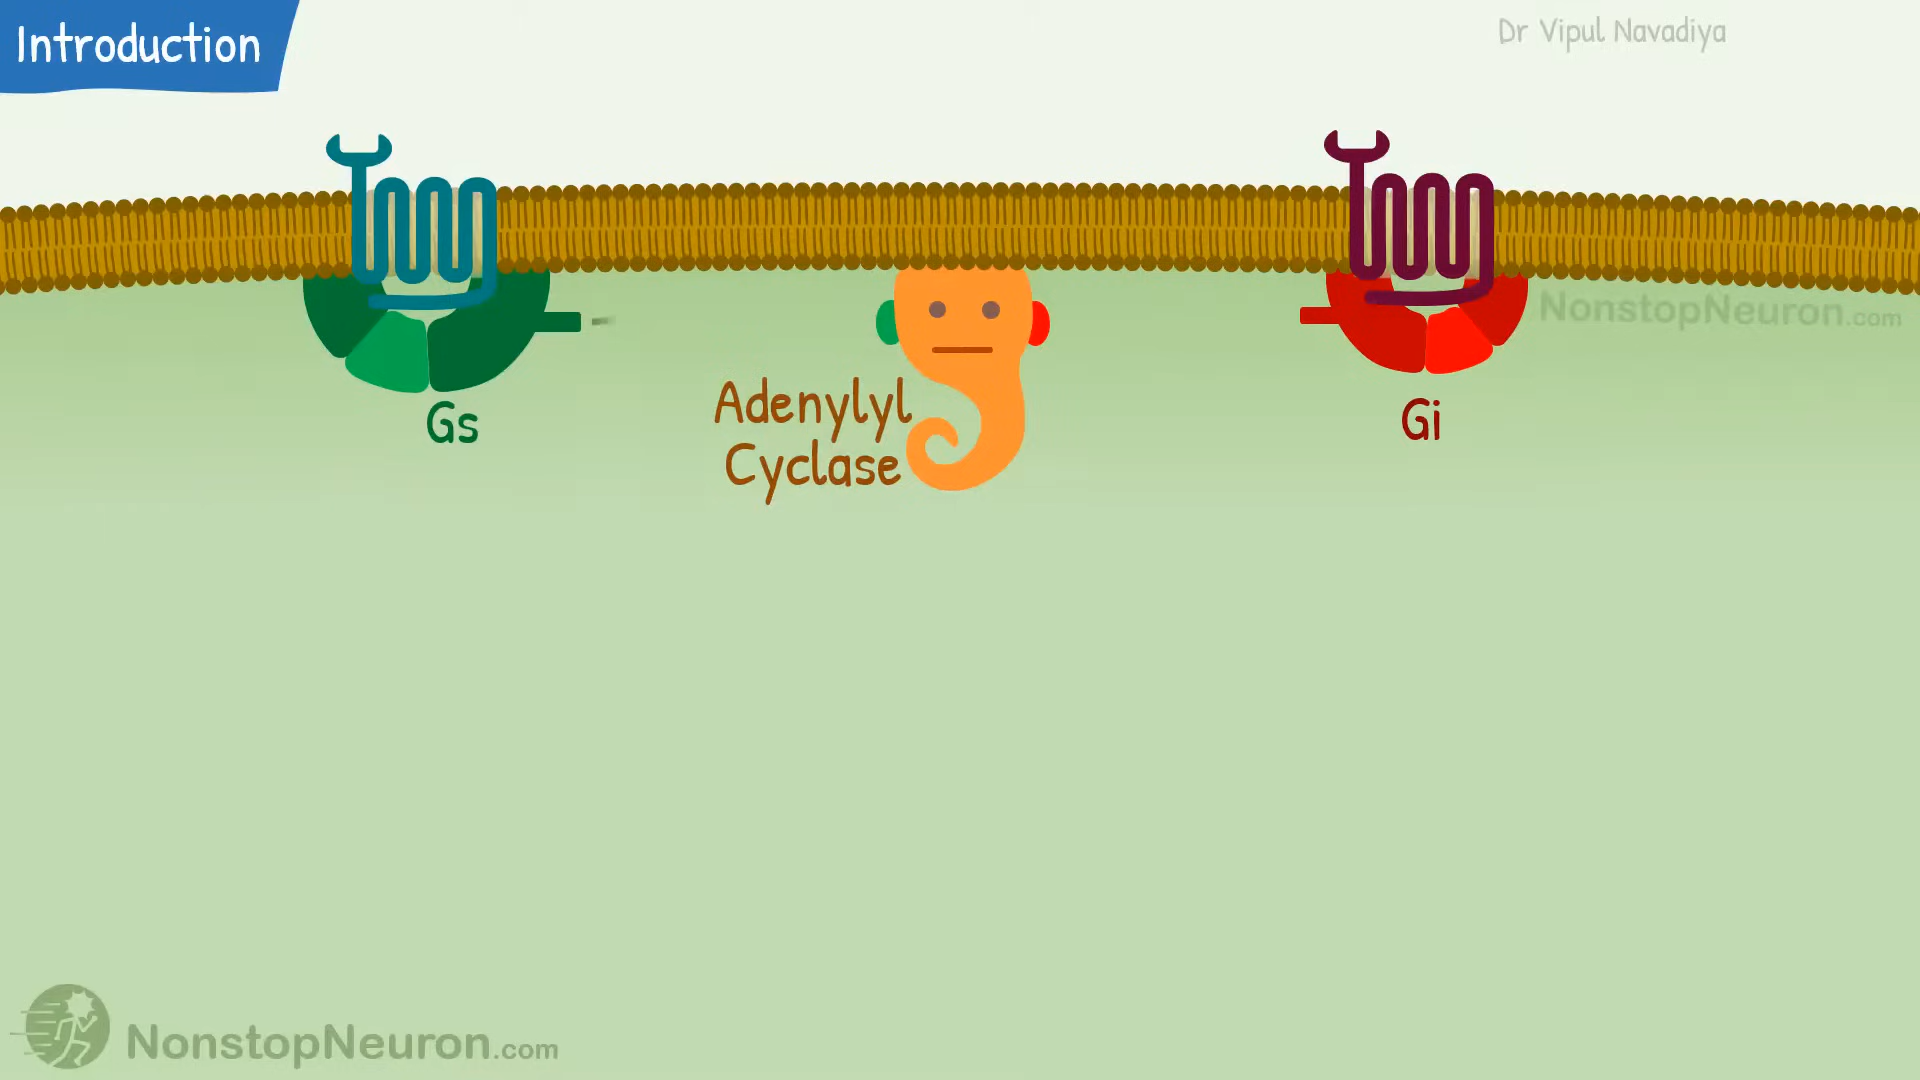 Introduction
Dr Vipul Navadiya
NonstopNeuron.com
Gs
Adenylyl
Cyclase
Gi
NonstopNeuron.com